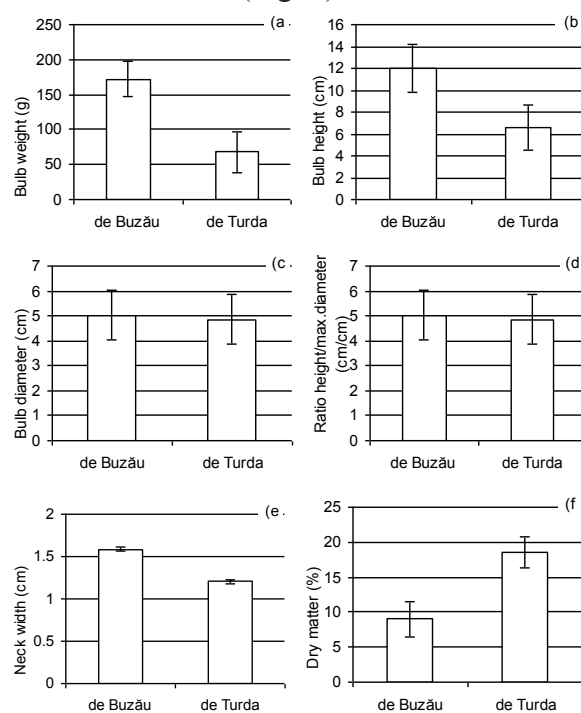 (a
Bulb weight (g)
250
200
150
100
50
0
de Buzău de Turda
(b
Bulb height (cm)
16
14
12
10
8
6
4
2
0
de Buzău de Turda
(c
Bulb diameter (cm)
7
6
5
4
3
2
1
0
de Buzău de Turda
(d
Ratio height/max.diameter
(cm/cm)
7
6
5
4
3
2
1
0
de Buzău de Turda
(e
Neck width (cm)
2
1.5
1
0.5
0
de Buzău de Turda
(f
Dry matter (%)
25
20
15
10
5
0
de Buzău de Turda